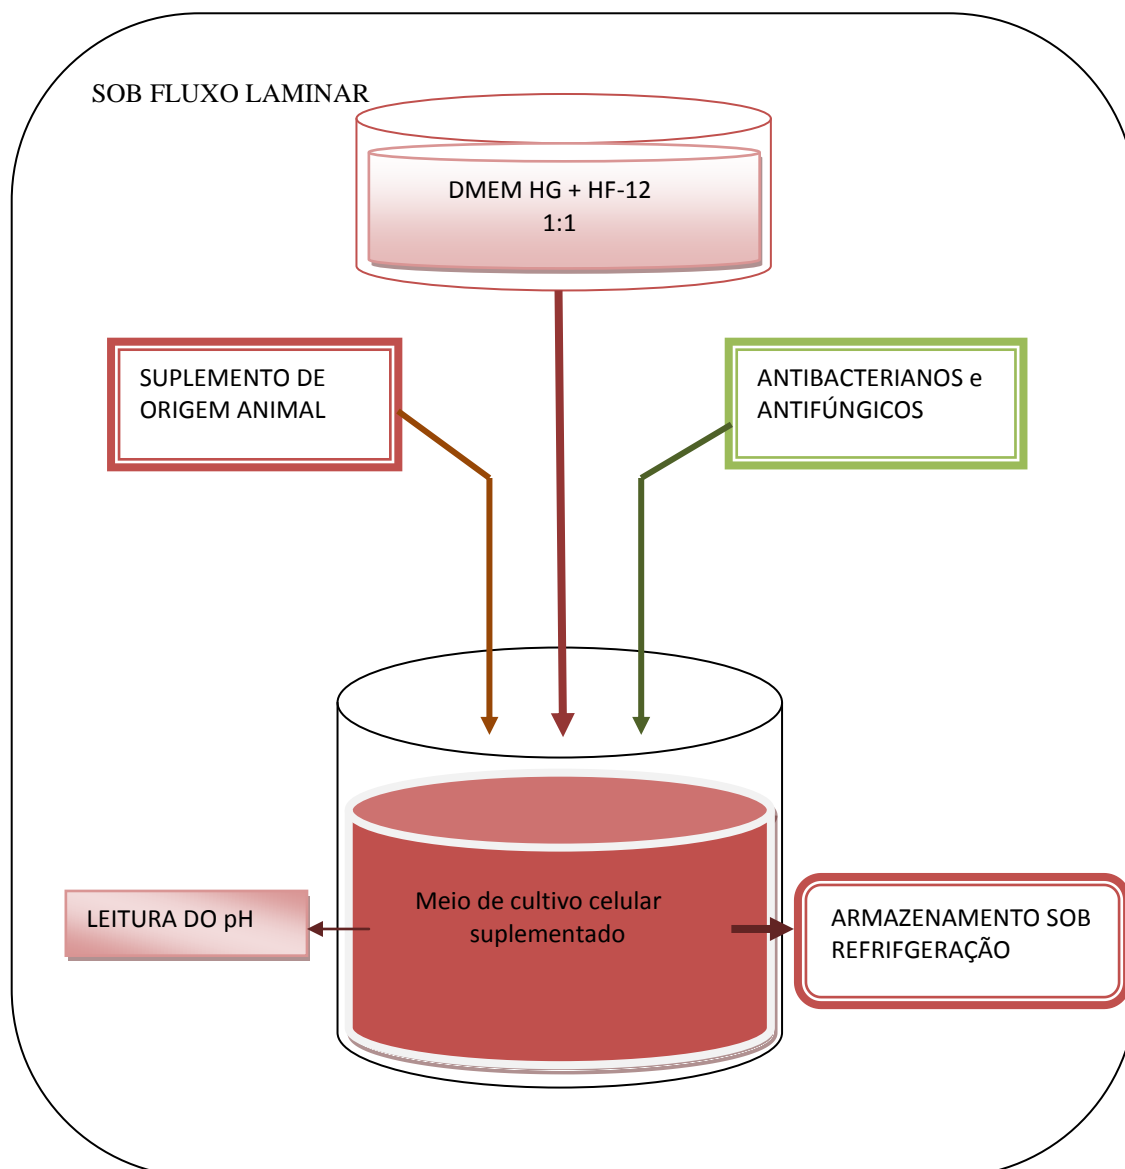 SOB FLUXO LAMINAR
DMEM HG + HF-12
1:1
SUPLEMENTO DE
ORIGEM ANIMAL
ANTIBACTERIANOS e
ANTIFÚNGICOS
Meio de cultivo celular
suplementado
LEITURA DO pH
ARMAZENAMENTO SOB
REFRIFGERAÇÃO